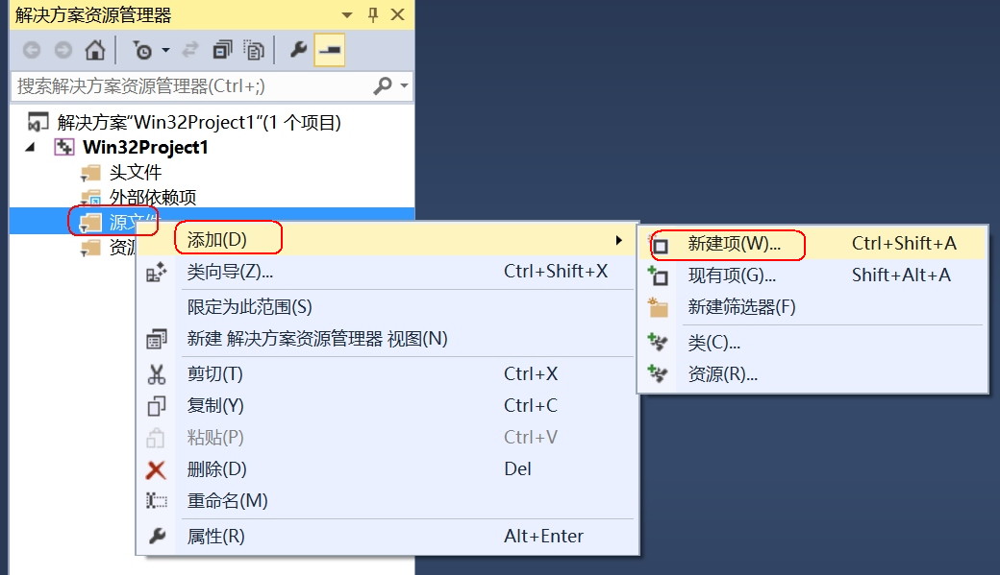 解决方案资源管理器
搜索解决方案资源管理器(Ctrl+;)
解决方案"Win32Project1"(1 个项目)
Win32Project1
头文件
外部依赖项
源文件
资源
添加(D)
类向导(Z)... Ctrl+Shift+X
限定为此范围(S)
新建 解决方案资源管理器 视图(N)
剪切(T) Ctrl+X
复制(Y) Ctrl+C
粘贴(P) Ctrl+V
删除(D) Del
重命名(M)
属性(R) Alt+Enter
新建项(W)... Ctrl+Shift+A
现有项(G)... Shift+Alt+A
新建筛选器(F)
类(C)...
资源(R)...